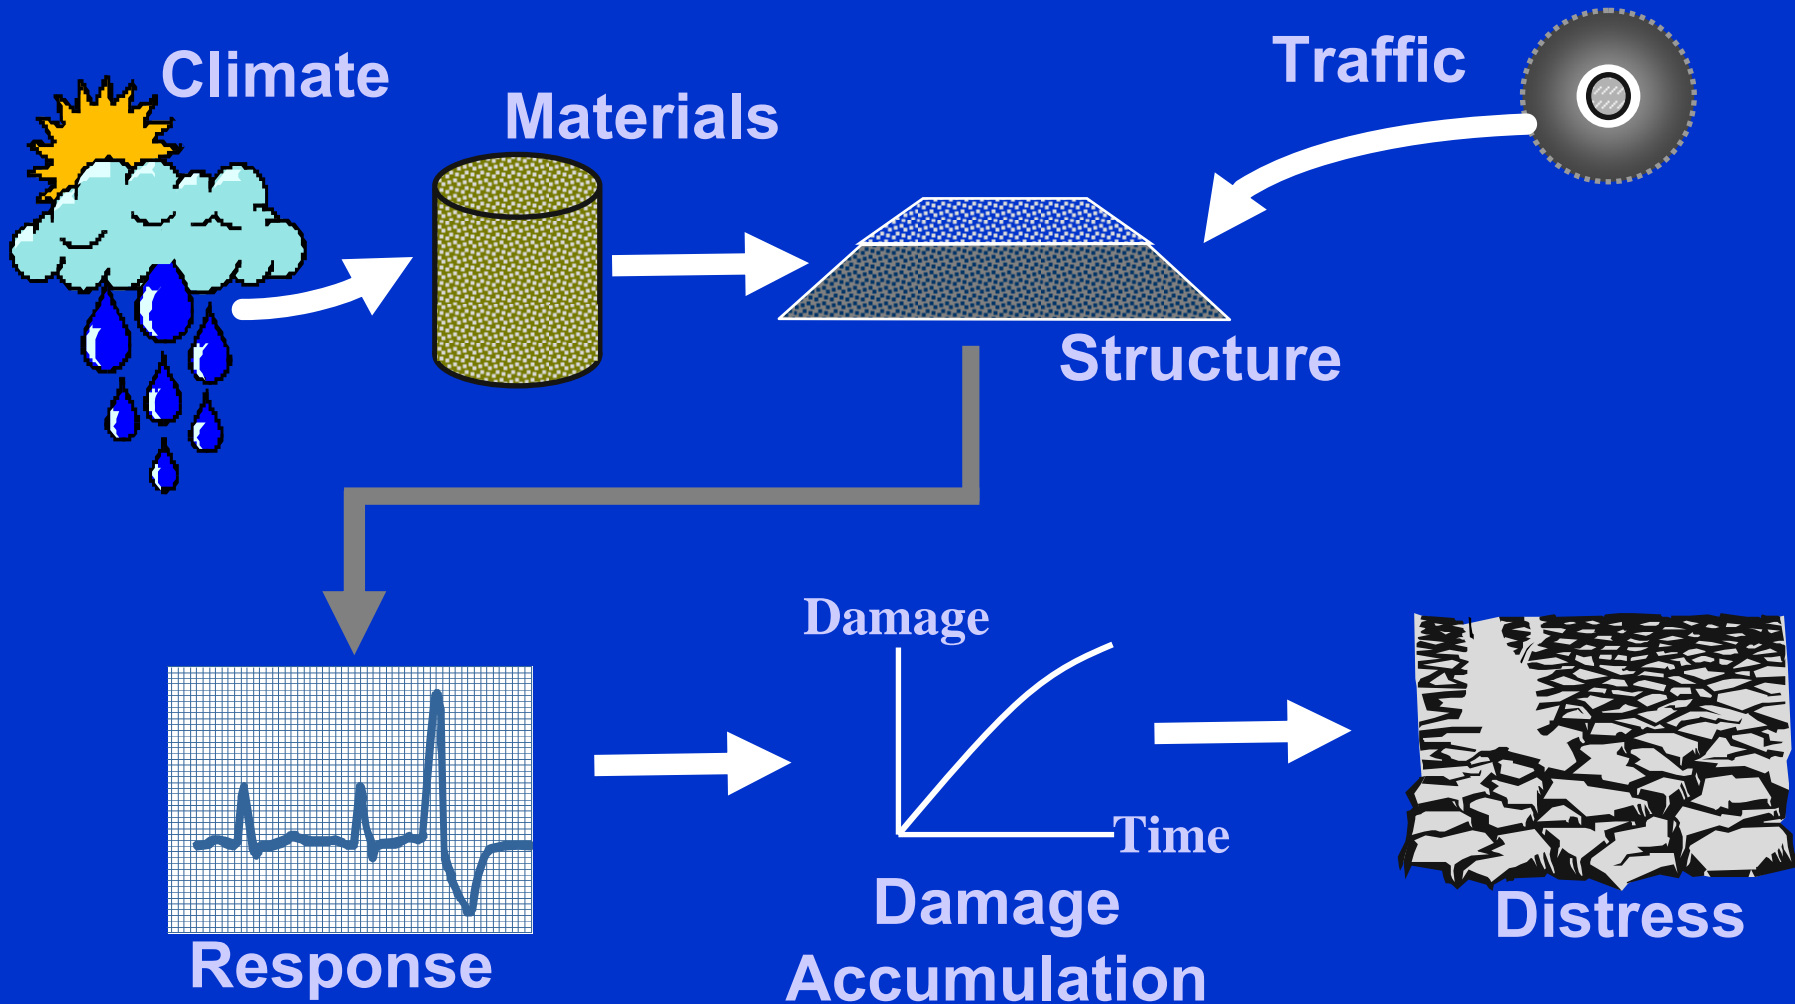 Climate
Materials
Traffic
Structure
Response
Damage
Time
Damage
Accumulation
Distress